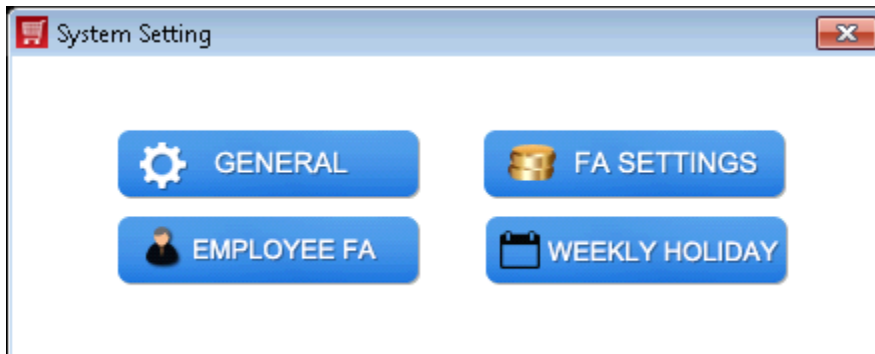 System Setting
GENERAL
FA SETTINGS
EMPLOYEE FA
WEEKLY HOLIDAY